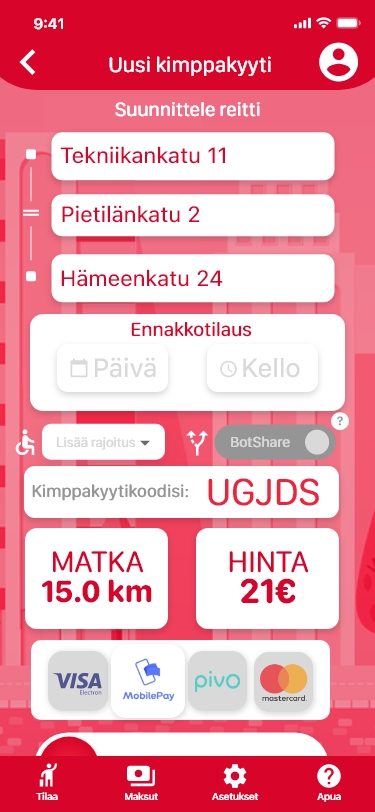 9:41
Uusi kimppakyyti
Suunnittele reitti
Tekniikankatu 11
Pietilänkatu 2
Hämeenkatu 24
Ennakkotilaus
Päivä
Kello
?
Lisää rajoitus
BotShare
Kimppakyytikoodisi: UGJDS
MATKA
15.0 km
HINTA
21€
VISA
Electron
MobilePay
pivo
mastercard.
Tilaa
Maksut
Asetukset
?
Apua